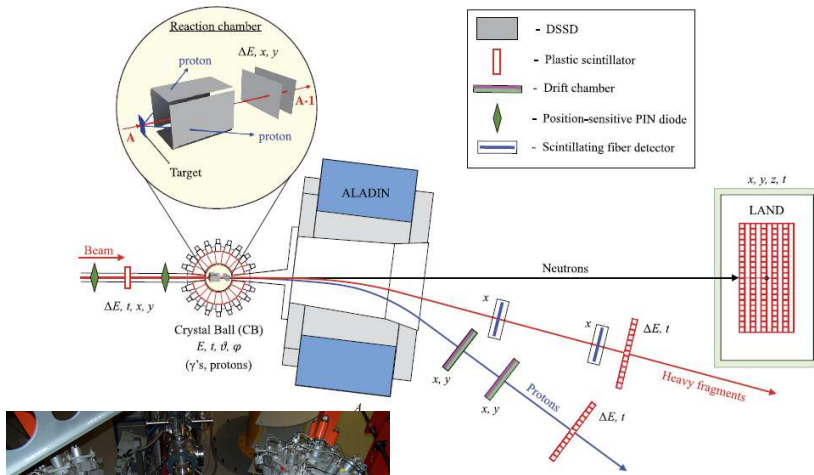 Reaction chamber
ΔE, x, y
proton
A
A-1
proton
Target
- DSSD
- Plastic scintillator
- Drift chamber
- Position-sensitive PIN diode
- Scintillating fiber detector
x, y, z, t
LAND
ALADIN
Beam
Neutrons
ΔE, t, x, y
Crystal Ball (CB)
E, t, ϑ, φ
(γ's, protons)
x
x
ΔE, t
x, y
x, y
Heavy fragments
Protons
ΔE, t
A